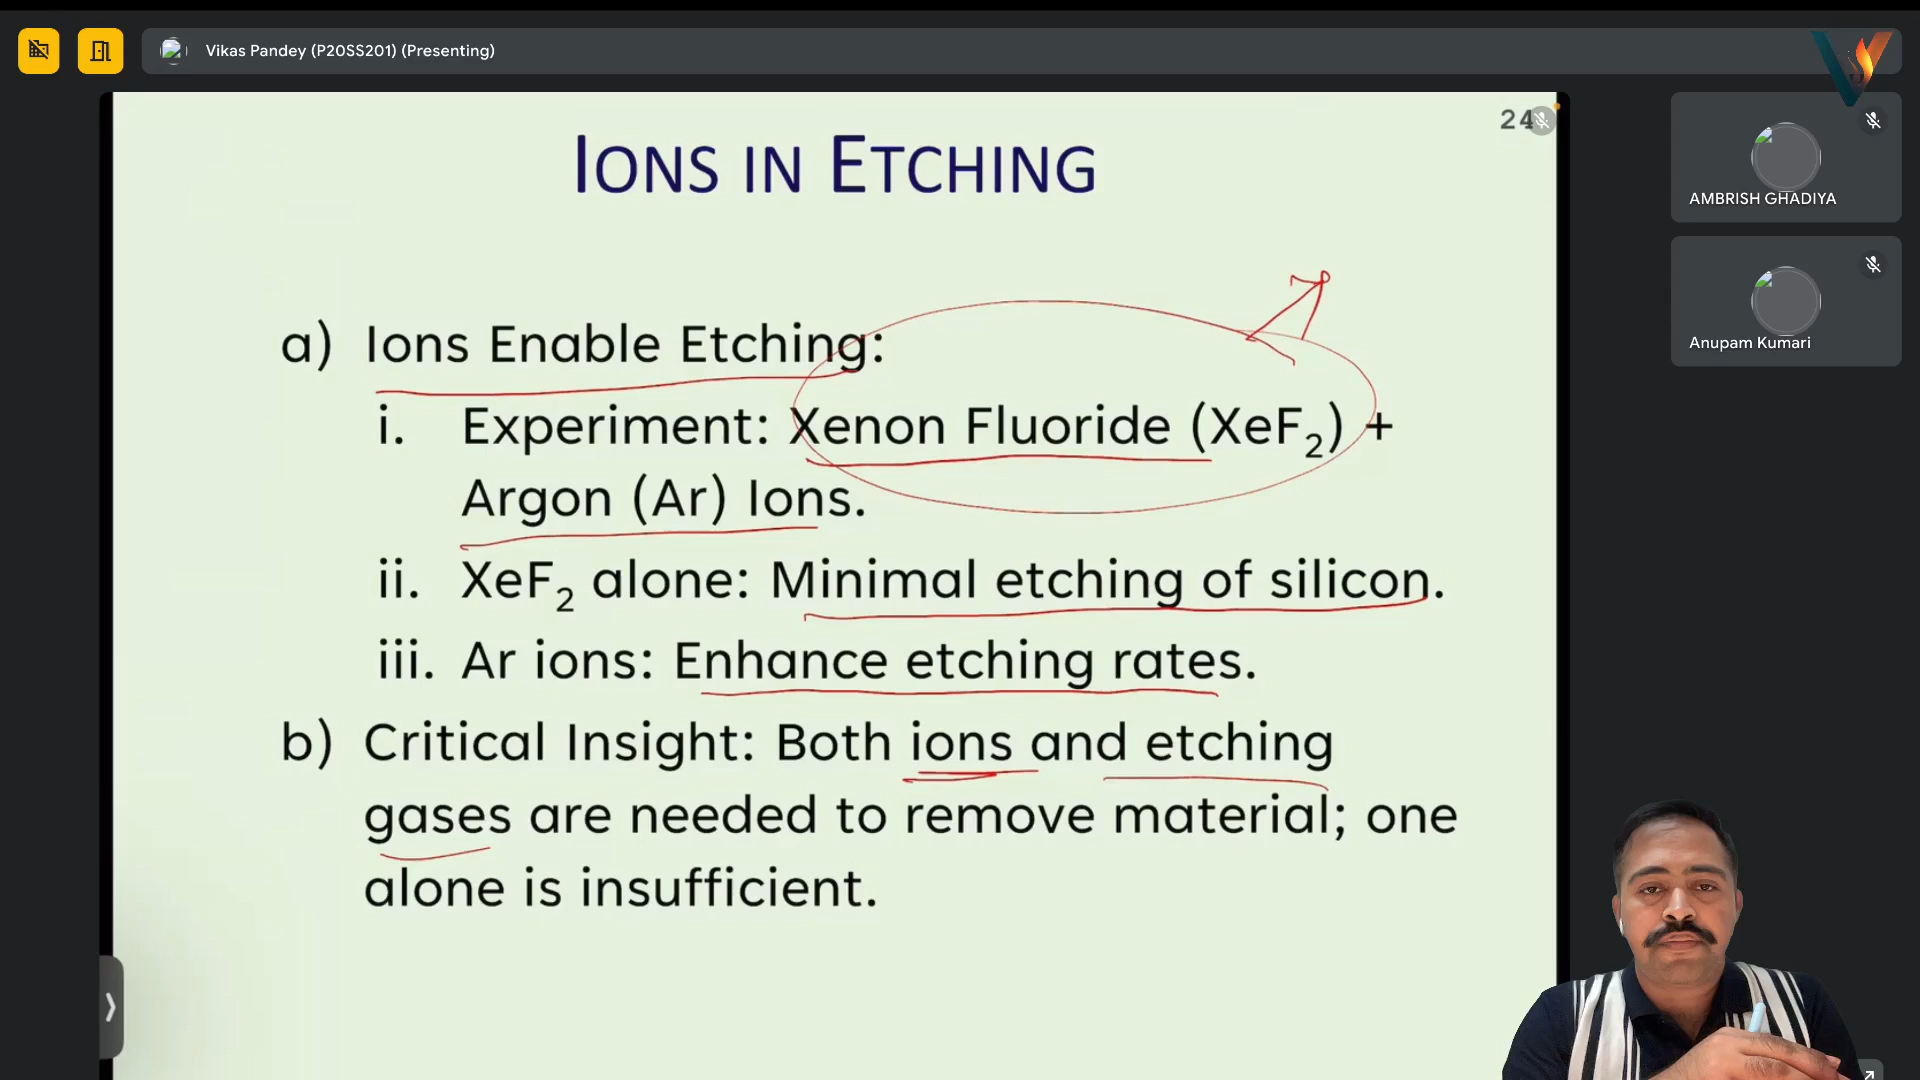 Vikas Pandey (P20SS201) (Presenting)
24
IONS IN ETCHING
a) Ions Enable Etching:
i. Experiment: Xenon Fluoride (XeF₂) +
Argon (Ar) Ions.
ii. XeF₂ alone: Minimal etching of silicon.
iii. Ar ions: Enhance etching rates.
b) Critical Insight: Both ions and etching
gases are needed to remove material; one
alone is insufficient.
AMBRISH GHADIYA
Anupam Kumari